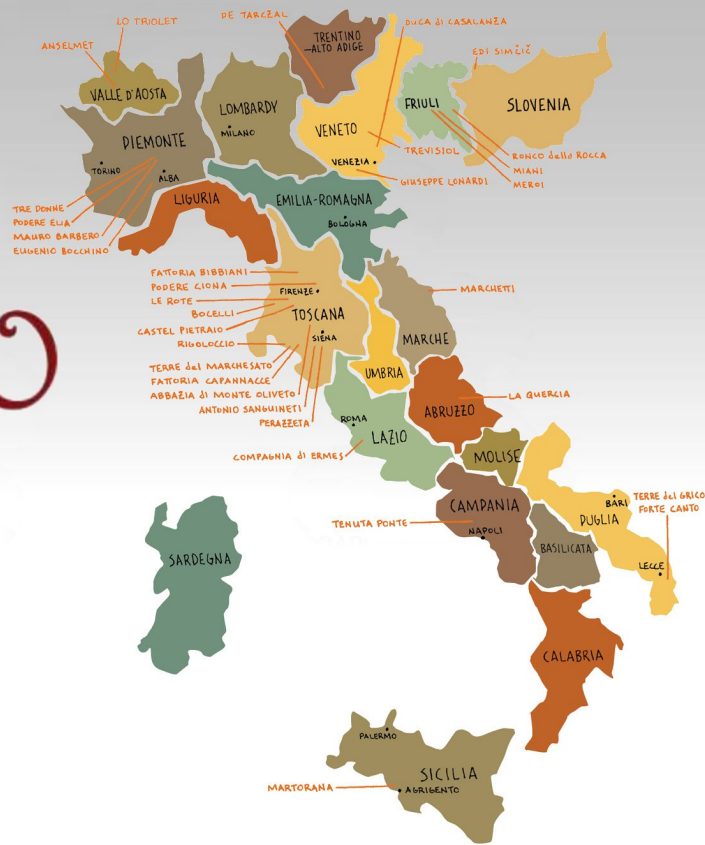 LO TRIOLET
DE TARCZAL
DUCA di CASALANZA
ANSELMET
TRENTINO
-ALTO ADIGE
EDI SIMČIČ
VALLE D'AOSTA
LOMBARDY
MILANO
VENETO
VENEZIA
FRIULI
SLOVENIA
PIEMONTE
TORINO
ALBA
TREVISIOL
GIUSEPPE LONARDI
RONCO dello ROCCA
MIANI
MEROI
LIGURIA
EMILIA-ROMAGNA
BOLOGNA
TRE DONNE
PODERE ELIA
MAURO BARBERO
EUGENIO BOCCHINO
FATTORIA BIBBIANI
PODERE CIONA
LE ROTE
BOCELLI
CASTEL PIETRAIO
RIGOLOCCIO
FIRENZE
TOSCANA
SIENA
MARCHETTI
MARCHE
UMBRIA
TERRE del MARCHESATO
FATTORIA CAPANNACCE
ABBAZIA di MONTE OLIVETO
ANTONIO SANGUINETI
PERAZZETA
LA QUERCIA
ABRUZZO
ROMA
LAZIO
COMPAGNIA di ERMES
MOLISE
CAMPANIA
NAPOLI
TENUTA PONTE
BARI
PUGLIA
LECCE
TERRE del GRICO
FORTE CANTO
BASILICATA
SARDEGNA
CALABRIA
PALERMO
SICILIA
AGRIGENTO
MARTORANA